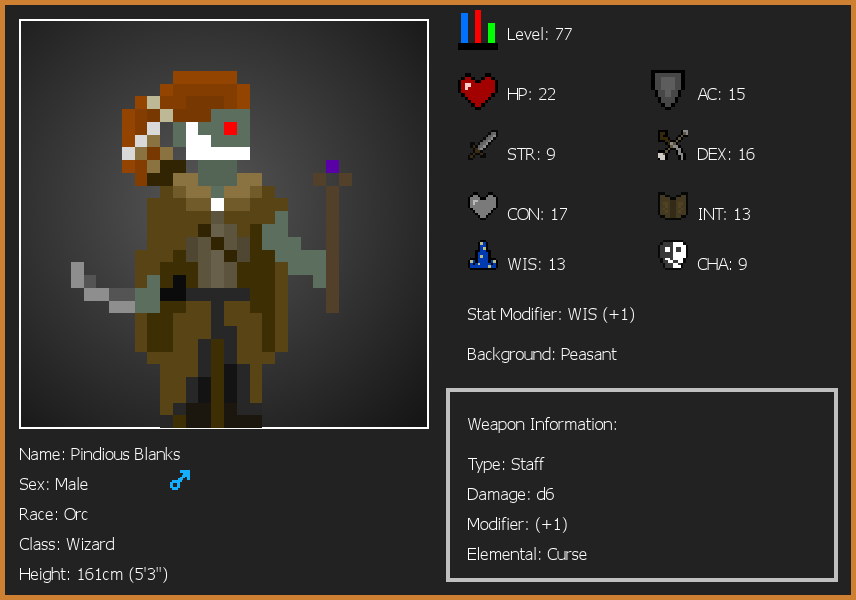 Level: 77
HP: 22
AC: 15
STR: 9
DEX: 16
CON: 17
INT: 13
WIS: 13
CHA: 9
Stat Modifier: WIS (+1)
Background: Peasant
Weapon Information:
Type: Staff
Damage: d6
Modifier: (+1)
Elemental: Curse
Name: Pindious Blanks
Sex: Male
Race: Orc
Class: Wizard
Height: 161cm (5'3")